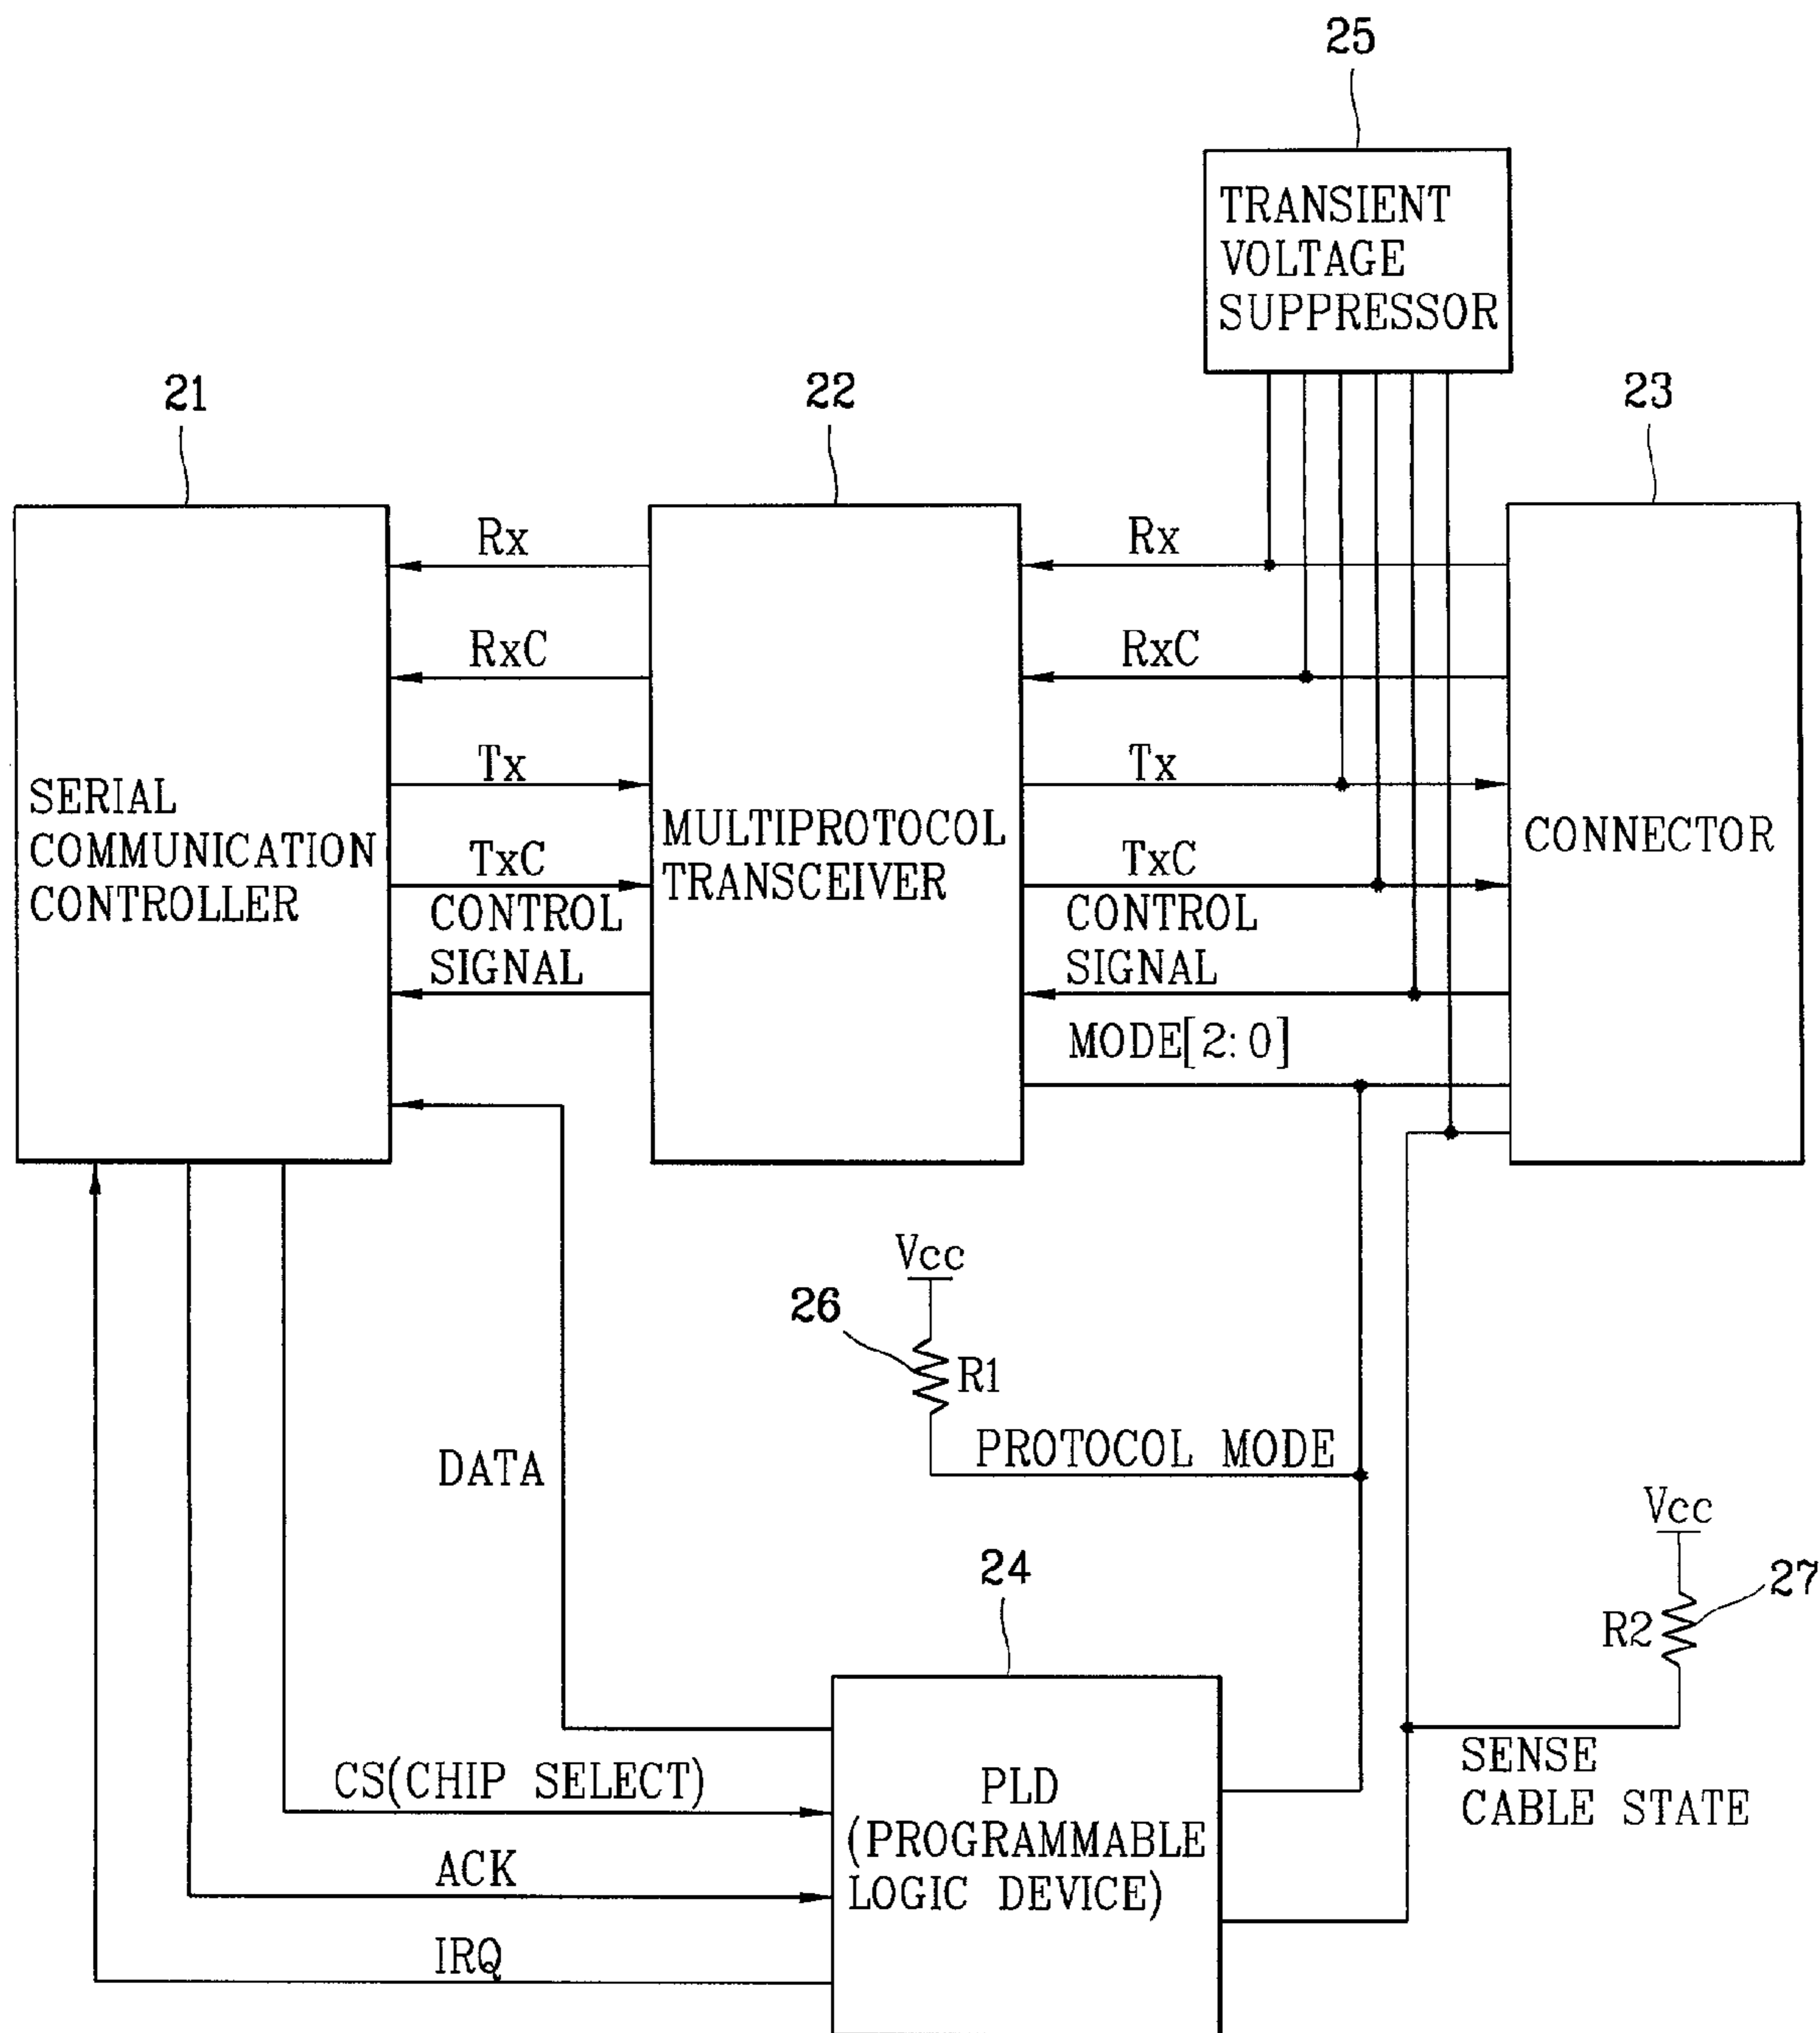 25
TRANSIENT
VOLTAGE
SUPPRESSOR
21
22
23
Rx
Rx
RxC
RxC
Tx
Tx
SERIAL
COMMUNICATION
CONTROLLER
MULTIPROTOCOL
TRANSCEIVER
CONNECTOR
TxC
TxC
CONTROL
SIGNAL
CONTROL
SIGNAL
MODE[2:0]
Vcc
26
R1
PROTOCOL MODE
DATA
Vcc
27
R2
24
SENSE
CABLE STATE
CS(CHIP SELECT)
PLD
(PROGRAMMABLE
LOGIC DEVICE)
ACK
IRQ